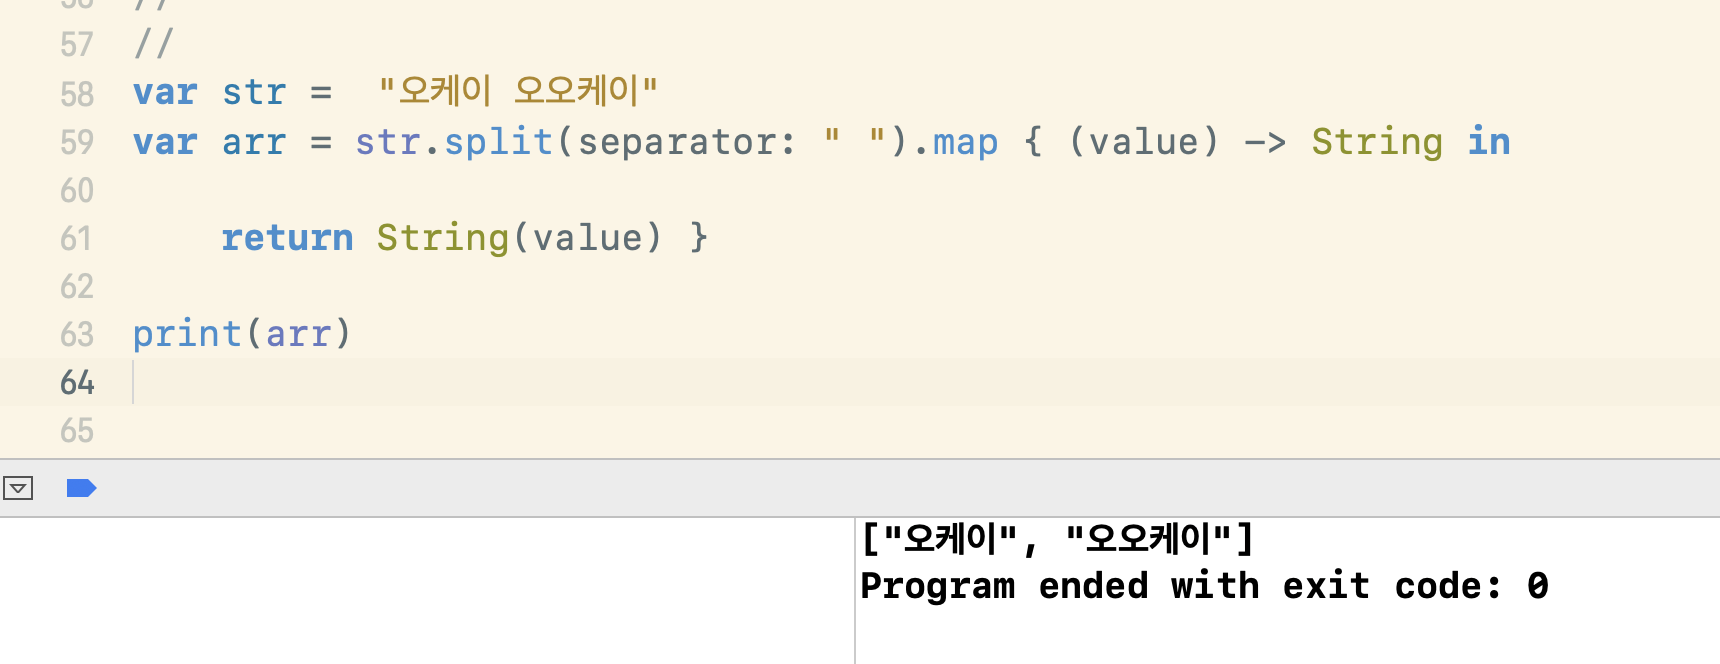 //
57 //
58 var str =  "오케이 오오케이"
59 var arr = str.split(separator: " ").map { (value) -> String in
60
61     return String(value) }
62
63 print(arr)
64
65
["오케이", "오오케이"]
Program ended with exit code: 0